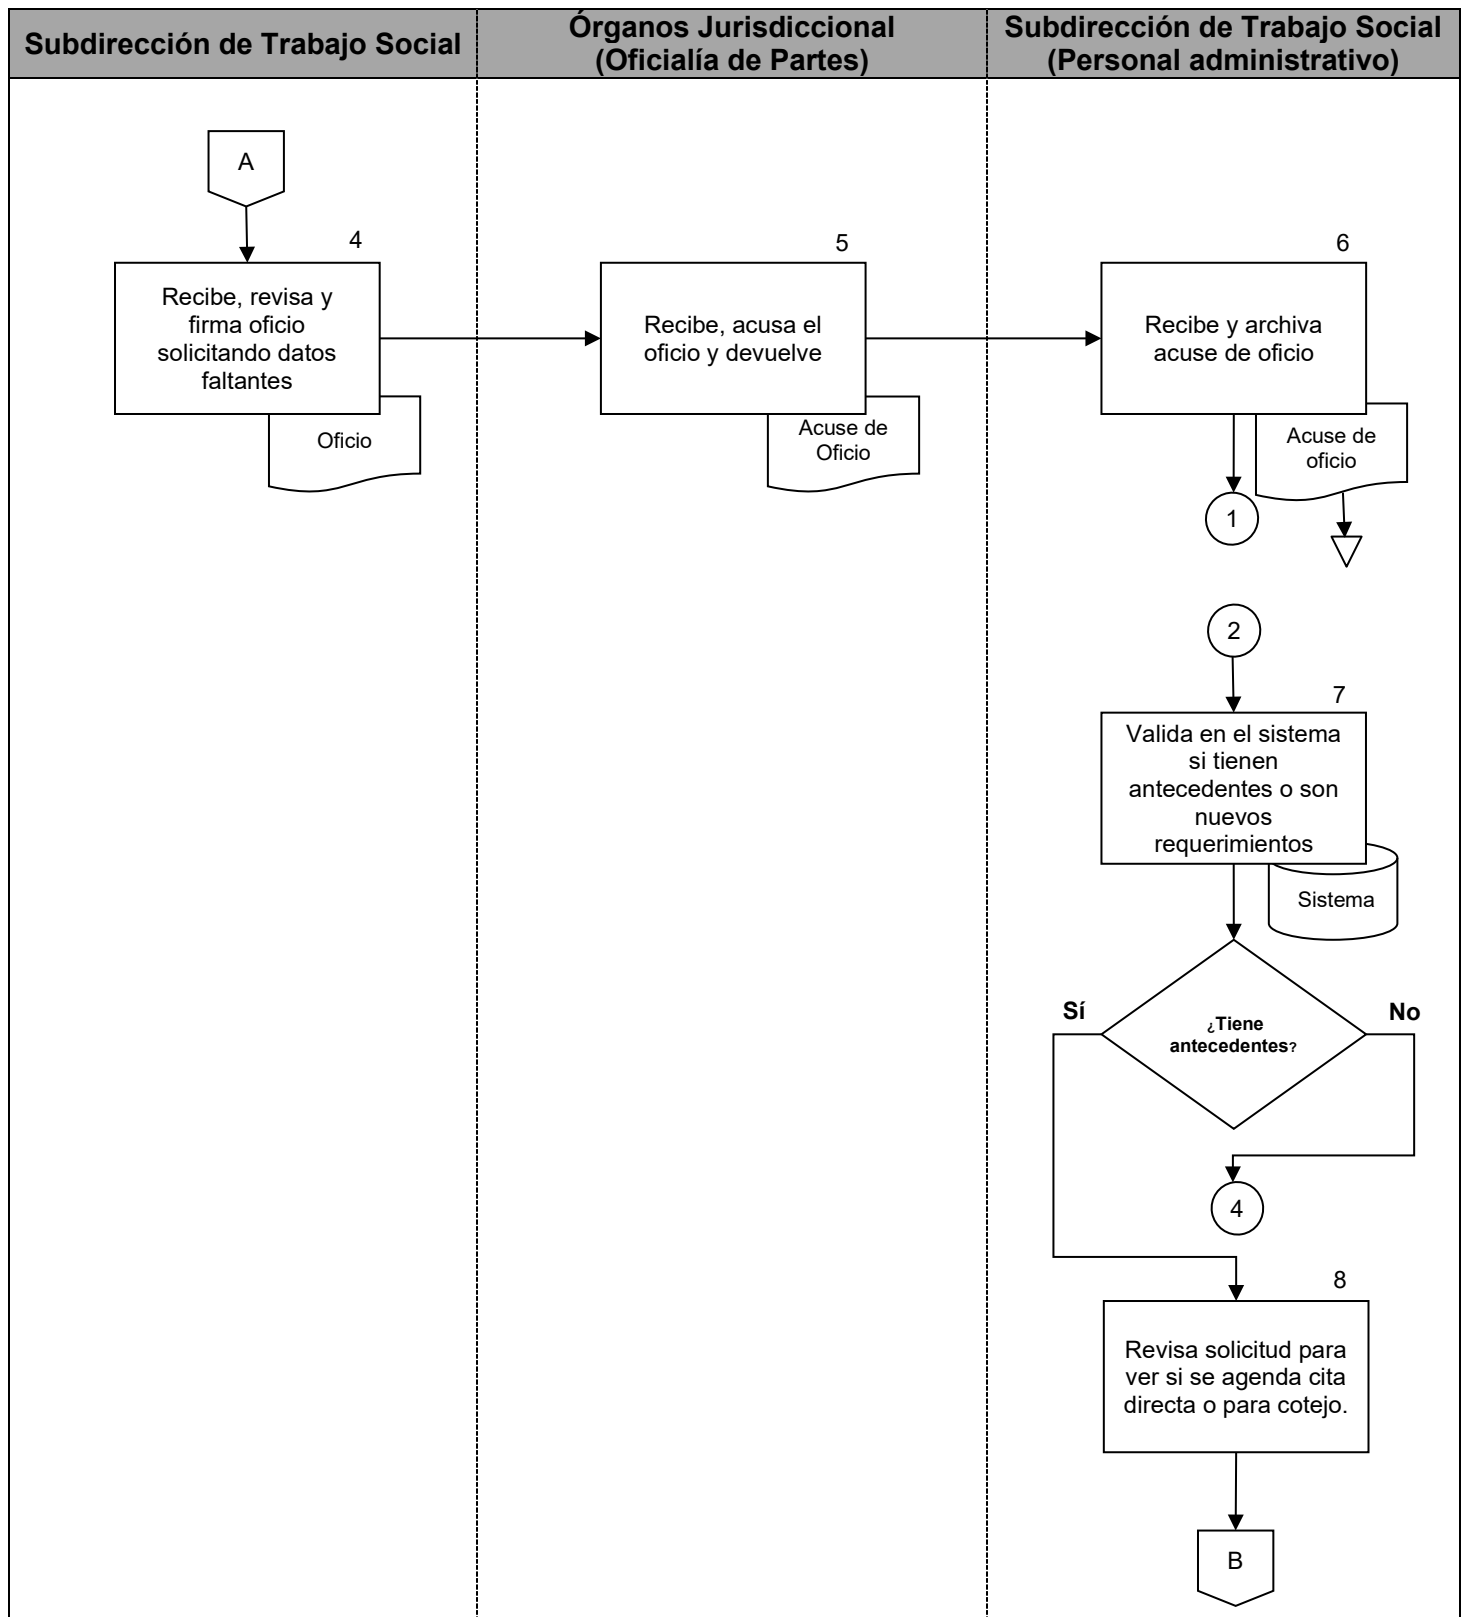 Subdirección de Trabajo Social
Órganos Jurisdiccional
(Oficialía de Partes)
Subdirección de Trabajo Social
(Personal administrativo)
A
4
Recibe, revisa y
firma oficio
solicitando datos
faltantes
Oficio
5
Recibe, acusa el
oficio y devuelve
Acuse de
Oficio
6
Recibe y archiva
acuse de oficio
Acuse de
oficio
1
2
7
Valida en el sistema
si tienen
antecedentes o son
nuevos
requerimientos
Sistema
Sí
¿Tiene
antecedentes?
No
4
8
Revisa solicitud para
ver si se agenda cita
directa o para cotejo.
B